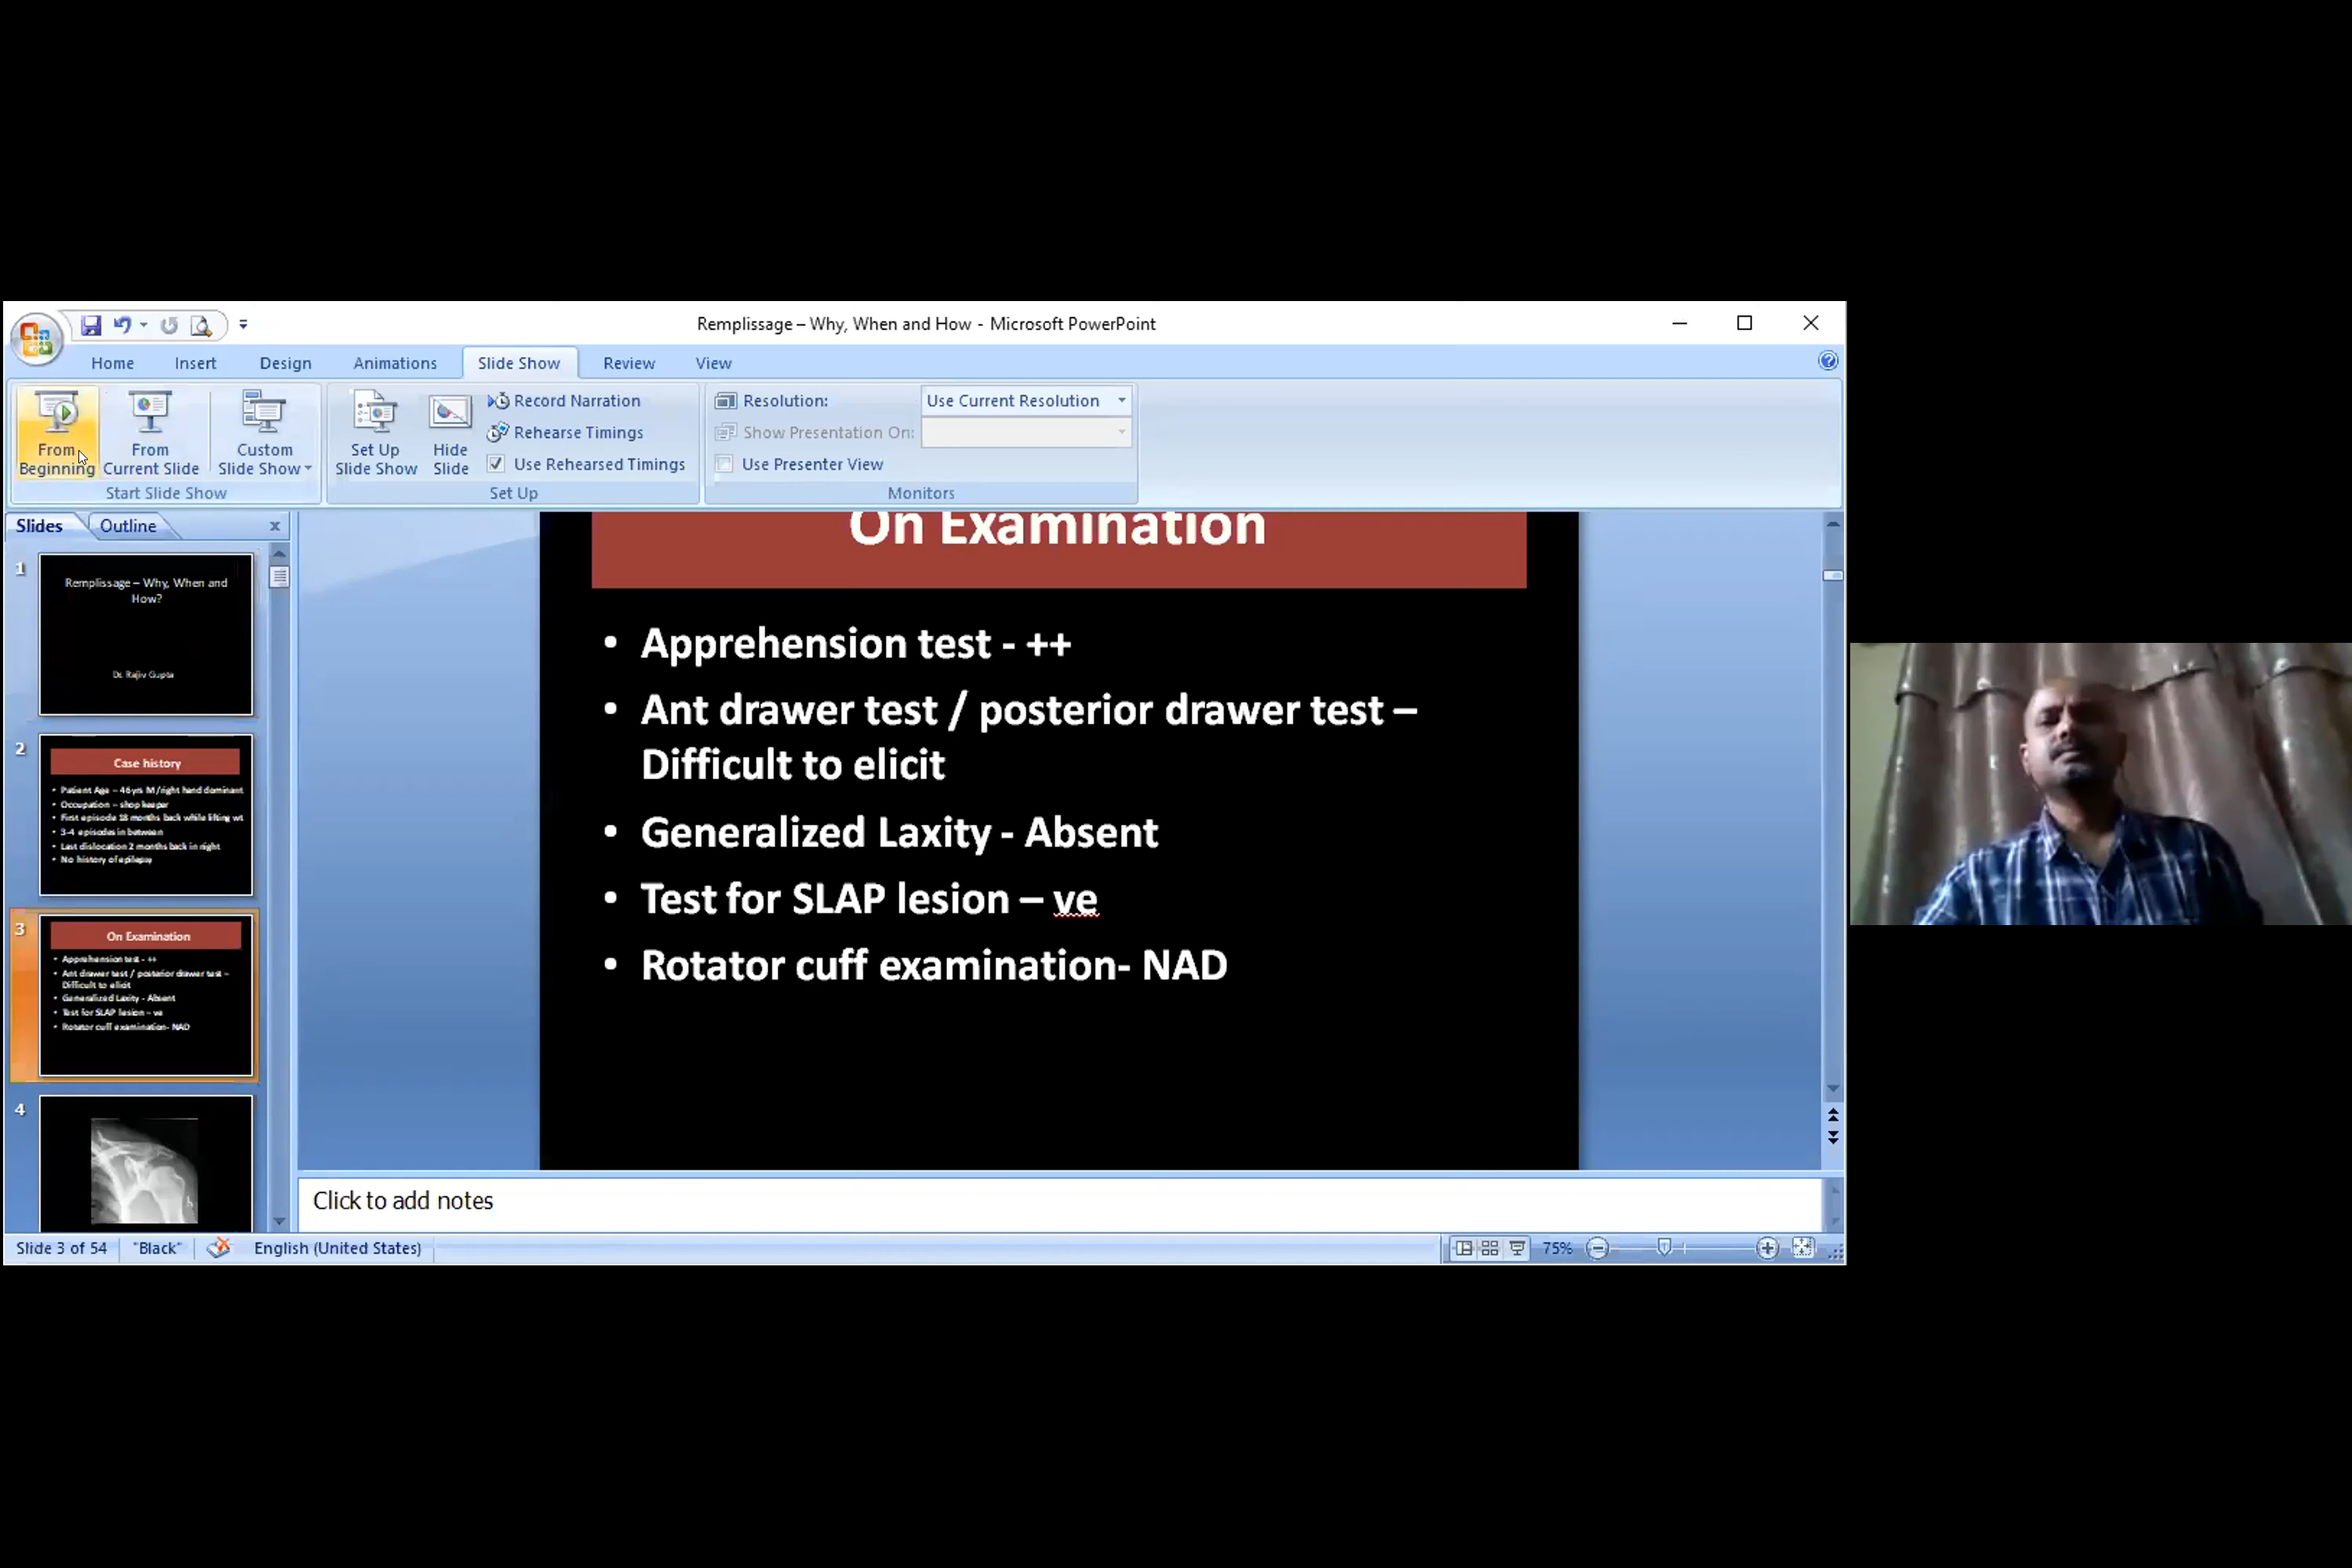 Remplissage – Why, When and How - Microsoft PowerPoint
Home Insert Design Animations Slide Show Review View
From Beginning
From Current Slide
Custom Slide Show
Start Slide Show
Set Up Slide Show
Hide Slide
Record Narration
Rehearse Timings
Use Rehearsed Timings
Set Up
Resolution: Use Current Resolution
Show Presentation On:
Use Presenter View
Monitors
Slides Outline
1
Remplissage – Why, When and
How?
Dr. Rajiv Gupta
2
Case history
• Patient Age – 46yrs M/right hand dominant
• Occupation – shop keeper
• First episode 18 months back while lifting wt
• 3-4 episodes in between
• Last dislocation 2 months back in right
• No history of epilepsy
3
On Examination
• Apprehension test - ++
• Ant drawer test / posterior drawer test –
Difficult to elicit
• Generalized Laxity - Absent
• Test for SLAP lesion – ve
• Rotator cuff examination- NAD
4
On Examination
• Apprehension test - ++
• Ant drawer test / posterior drawer test –
Difficult to elicit
• Generalized Laxity - Absent
• Test for SLAP lesion – ve
• Rotator cuff examination- NAD
Click to add notes
Slide 3 of 54 "Black" English (United States) 75%